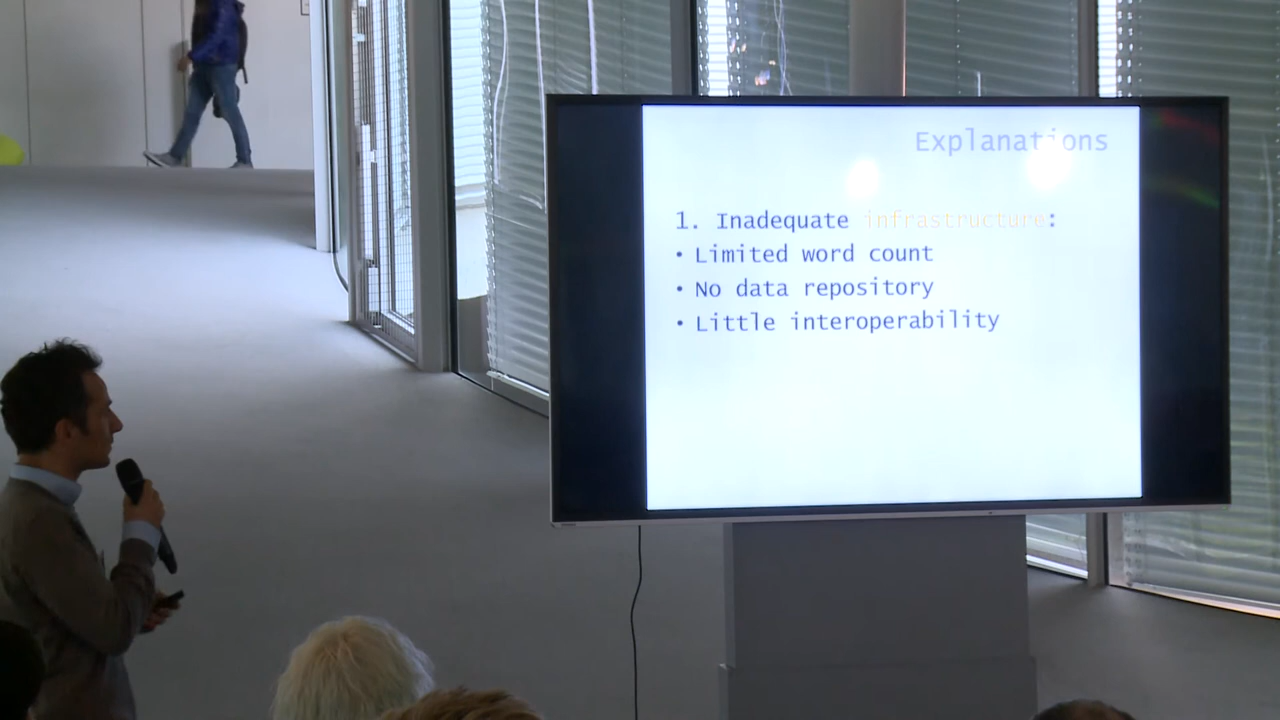 Explanations
1. Inadequate infrastructure:
• Limited word count
• No data repository
• Little interoperability